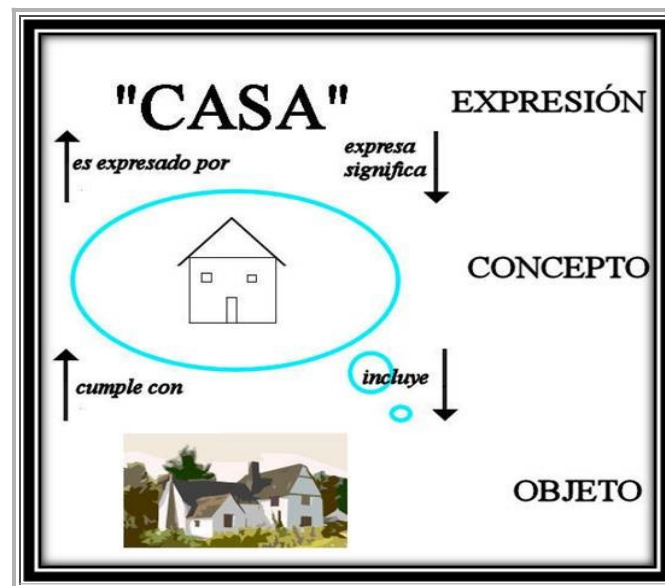 "CASA"
EXPRESIÓN
es expresado por
expresa
significa
CONCEPTO
cumple con
incluye
OBJETO